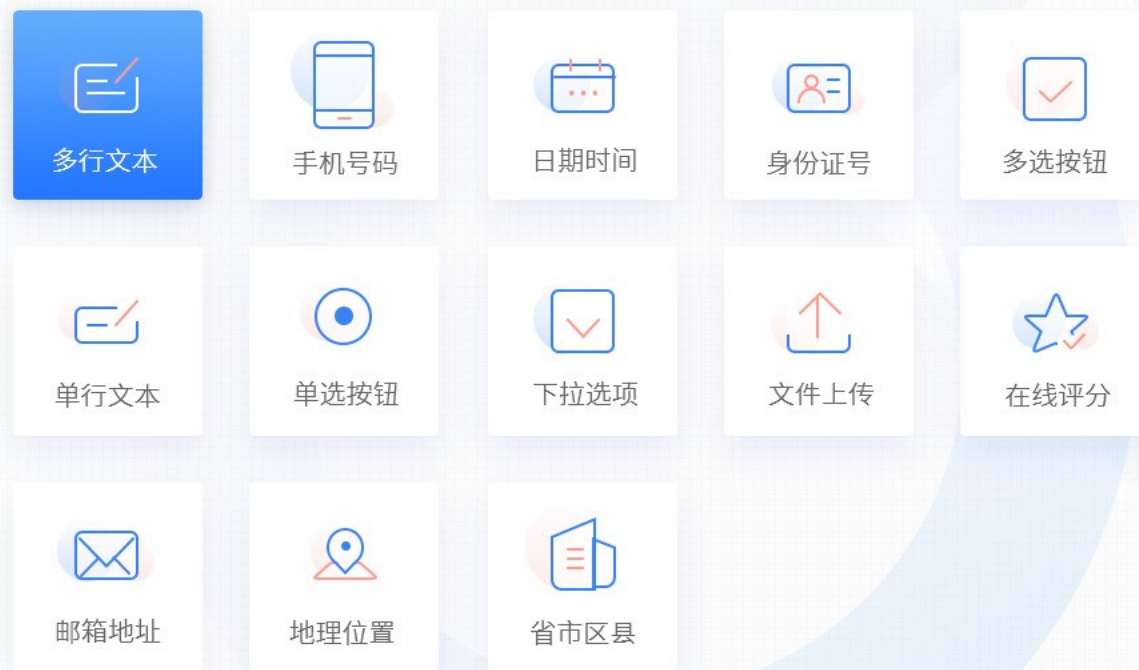 多行文本
手机号码
日期时间
身份证号
多选按钮
单行文本
单选按钮
下拉选项
文件上传
在线评分
邮箱地址
地理位置
省市区县